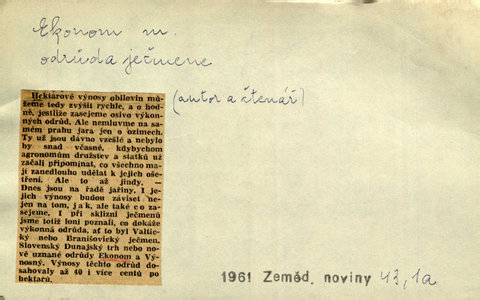 Ekonom m.
odrůda ječmene
(autor a čtenář)
Hektárové výnosy obilovin mů-
žeme tedy zvýšit rychle, a o hod-
ně, jestliže zasejeme osivo výkon-
ných odrůd. Ale nemluvme na sa-
mém prahu jara jen o ozimech.
Ty už jsou dávno vzešlé a nebylo
by snad včasné, kdybychom
agronomům družstev a statků už
začali připomínat, co všechno ma-
jí zanedlouho udělat k jejich oše-
tření. Ale to až jindy. —
Dnes jsou na řadě jařiny. I je-
jich výnosy budou záviset ne-
jen na tom, jak, ale také co za-
sejeme. I při sklizni ječmenů
jsme totiž loni poznali, co dokáže
výkonná odrůda, ať to byl Valtic-
ký nebo Branišovický ječmen,
Slovenský Dunajský trh nebo no-
vě uznané odrůdy Ekonom a Vý-
nosný. Výnosy těchto odrůd do-
sahovaly až 40 i více centů po
hektaru.
1961 Zeměd. noviny 43, 1a